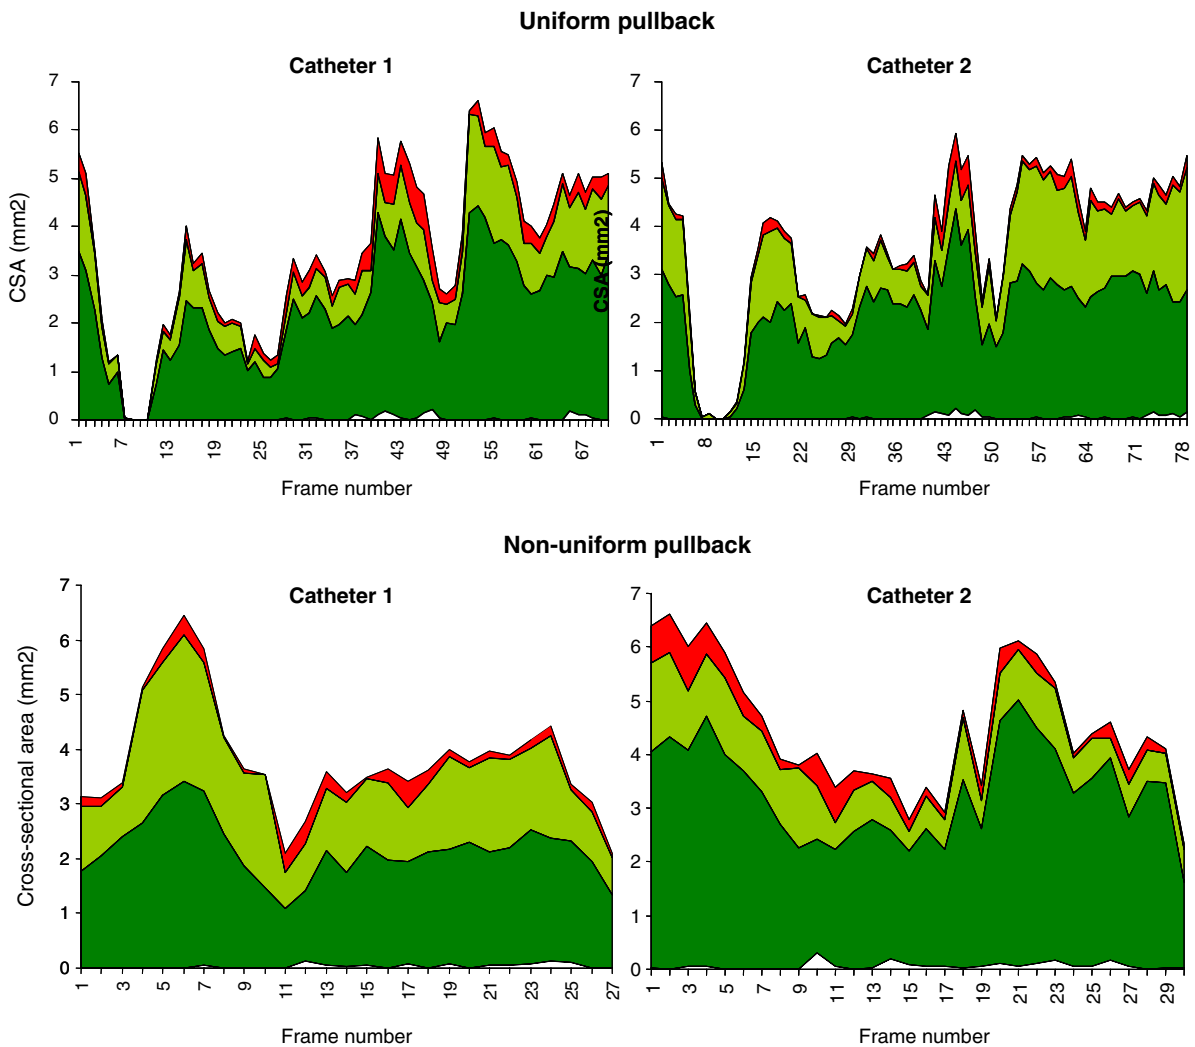 Uniform pullback
Catheter 1
Catheter 2
CSA (mm2)
7
6
5
4
3
2
1
0
1 7 13 19 25 31 37 43 49 55 61 67
Frame number
CSA (mm2)
7
6
5
4
3
2
1
0
1 8 15 22 29 36 43 50 57 64 71 78
Frame number
Non-uniform pullback
Catheter 1
Catheter 2
Cross-sectional area (mm2)
7
6
5
4
3
2
1
0
1 3 5 7 9 11 13 15 17 19 21 23 25 27
Frame number
7
6
5
4
3
2
1
0
1 3 5 7 9 11 13 15 17 19 21 23 25 27 29
Frame number